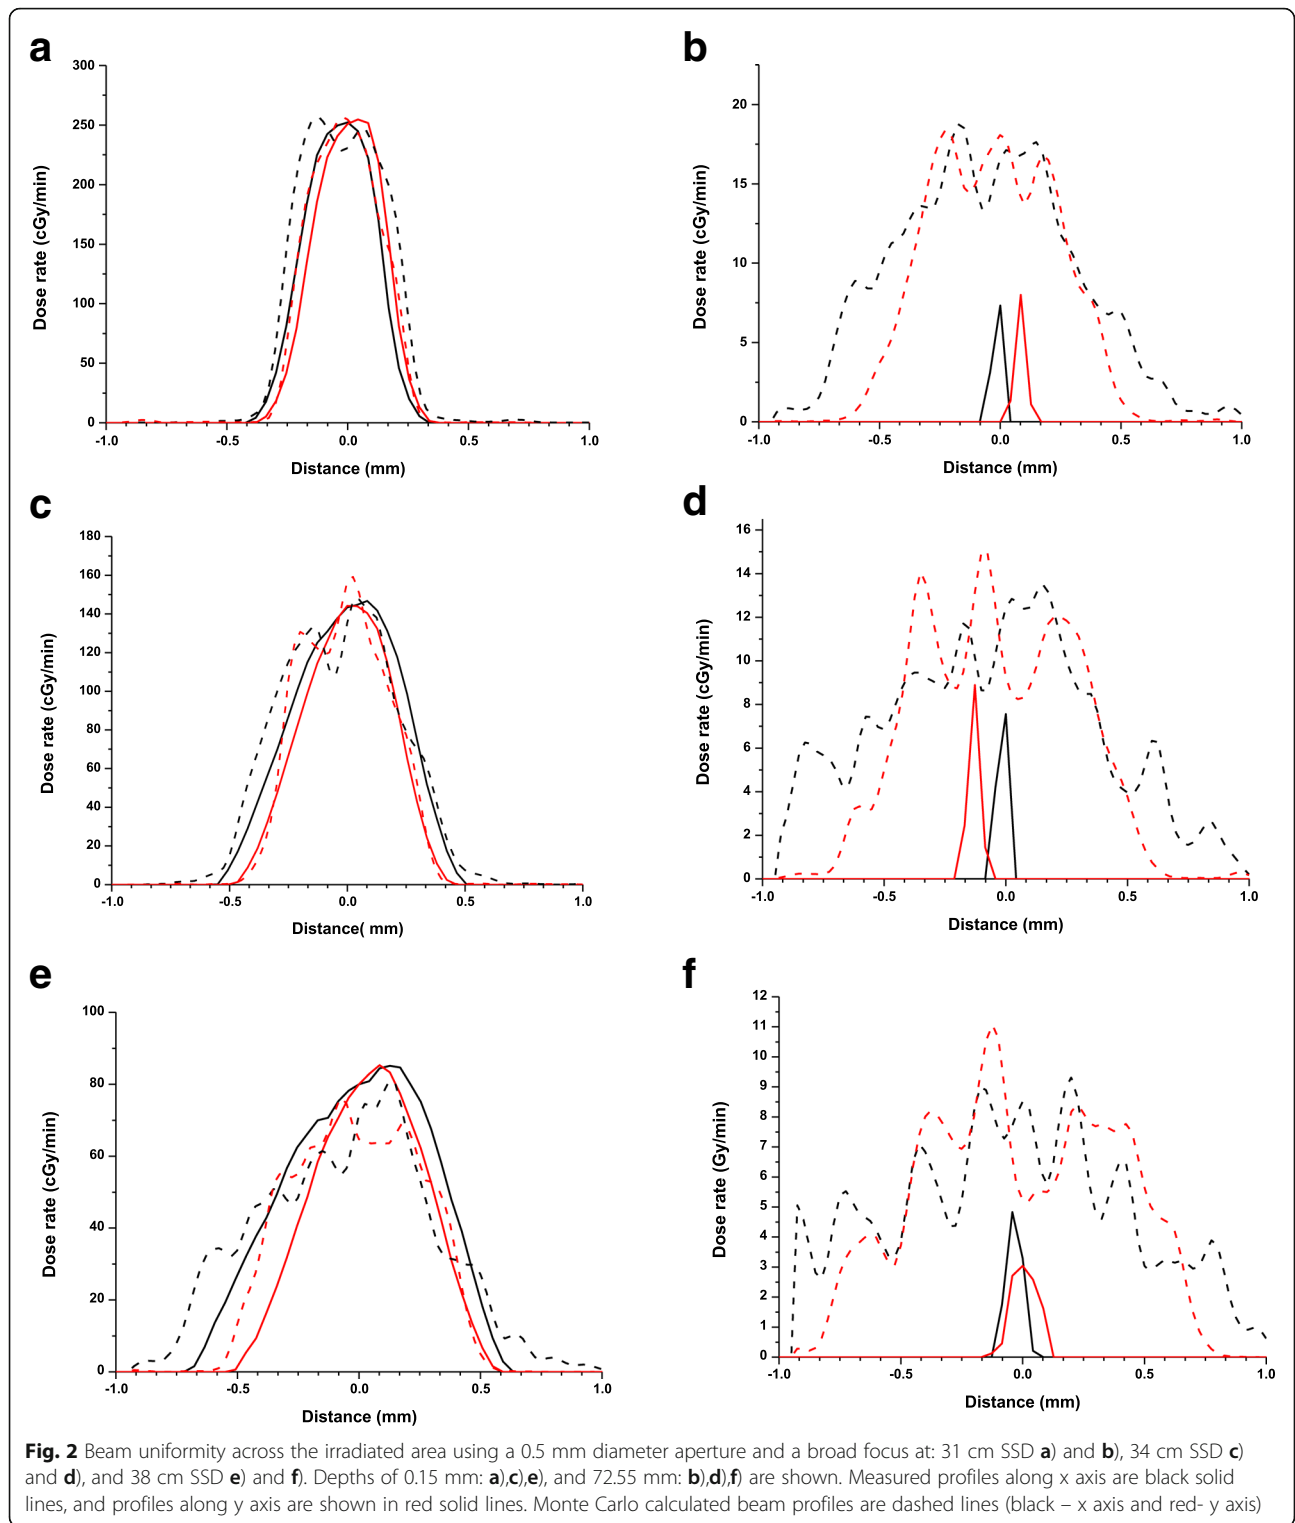 a
300
250
200
150
100
50
0
-1.0 -0.5 0.0 0.5 1.0
Dose rate (cGy/min)
Distance (mm)
b
20
15
10
5
0
-1.0 -0.5 0.0 0.5 1.0
Dose rate (cGy/min)
Distance (mm)
c
180
160
140
120
100
80
60
40
20
0
-1.0 -0.5 0.0 0.5 1.0
Dose rate (cGy/min)
Distance( mm)
d
16
14
12
10
8
6
4
2
0
-1.0 -0.5 0.0 0.5 1.0
Dose rate (cGy/min)
Distance (mm)
e
100
80
60
40
20
0
-1.0 -0.5 0.0 0.5 1.0
Dose rate (cGy/min)
Distance (mm)
f
12
11
10
9
8
7
6
5
4
3
2
1
0
-1.0 -0.5 0.0 0.5 1.0
Dose rate (Gy/min)
Distance (mm)
Fig. 2 Beam uniformity across the irradiated area using a 0.5 mm diameter aperture and a broad focus at: 31 cm SSD a) and b), 34 cm SSD c)
and d), and 38 cm SSD e) and f). Depths of 0.15 mm: a),c),e), and 72.55 mm: b),d),f) are shown. Measured profiles along x axis are black solid
lines, and profiles along y axis are shown in red solid lines. Monte Carlo calculated beam profiles are dashed lines (black – x axis and red- y axis)